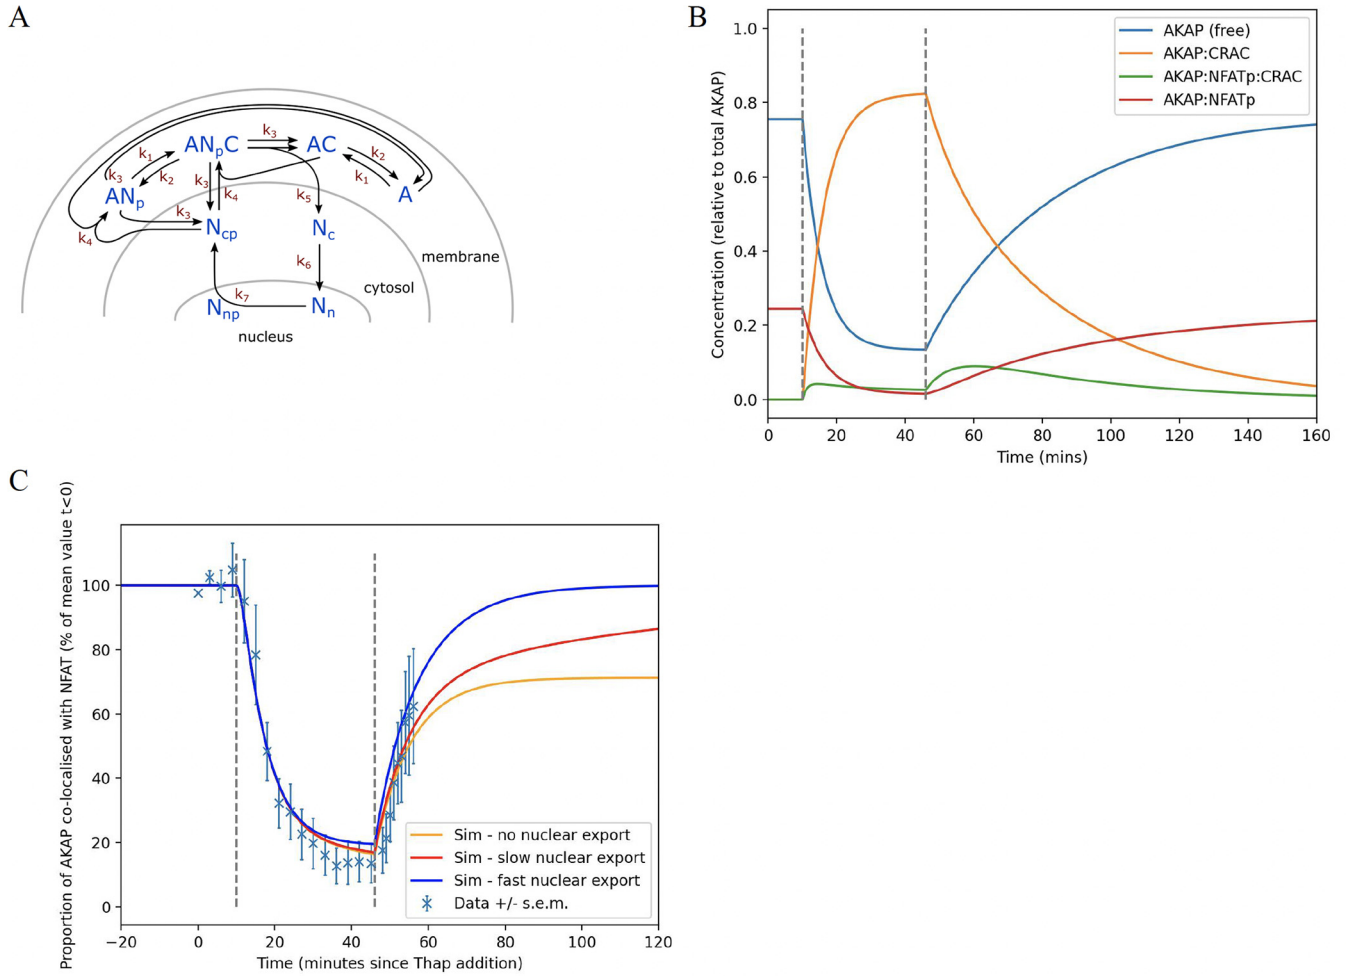 A
k₃
ANₚC
AC
k₁
k₂
k₂
k₃
k₃
k₄
k₁
A
ANₚ
k₃
k₅
k₄
N꜀ₚ
N꜀
k₆
membrane
cytosol
k₇
Nₙₚ
Nₙ
nucleus
B
Concentration (relative to total AKAP)
1.0
0.8
0.6
0.4
0.2
0.0
AKAP (free)
AKAP:CRAC
AKAP:NFATp:CRAC
AKAP:NFATp
0 20 40 60 80 100 120 140 160
Time (mins)
C
Proportion of AKAP co-localised with NFAT (% of mean value t<0)
100
80
60
40
20
0
Sim - no nuclear export
Sim - slow nuclear export
Sim - fast nuclear export
Data +/- s.e.m.
−20 0 20 40 60 80 100 120
Time (minutes since Thap addition)